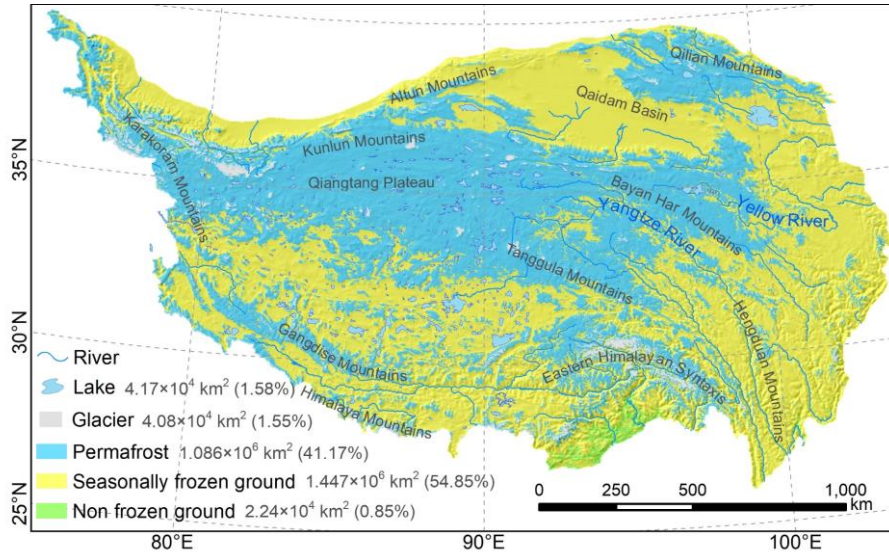 Altun Mountains
Qilian Mountains
Qaidam Basin
Karakoram Mountains
Kunlun Mountains
Qiangtang Plateau
Bayan Har Mountains
Yellow River
Yangtze River
Tanggula Mountains
Hengduan Mountains
Gangdise Mountains
Eastern Himalayan Syntaxis
Himalaya Mountains
35°N
30°N
25°N
River
Lake 4.17×10⁴ km² (1.58%)
Glacier 4.08×10⁴ km² (1.55%)
Permafrost 1.086×10⁶ km² (41.17%)
Seasonally frozen ground 1.447×10⁶ km² (54.85%)
Non frozen ground 2.24×10⁴ km² (0.85%)
0 250 500 1,000
km
80°E 90°E 100°E